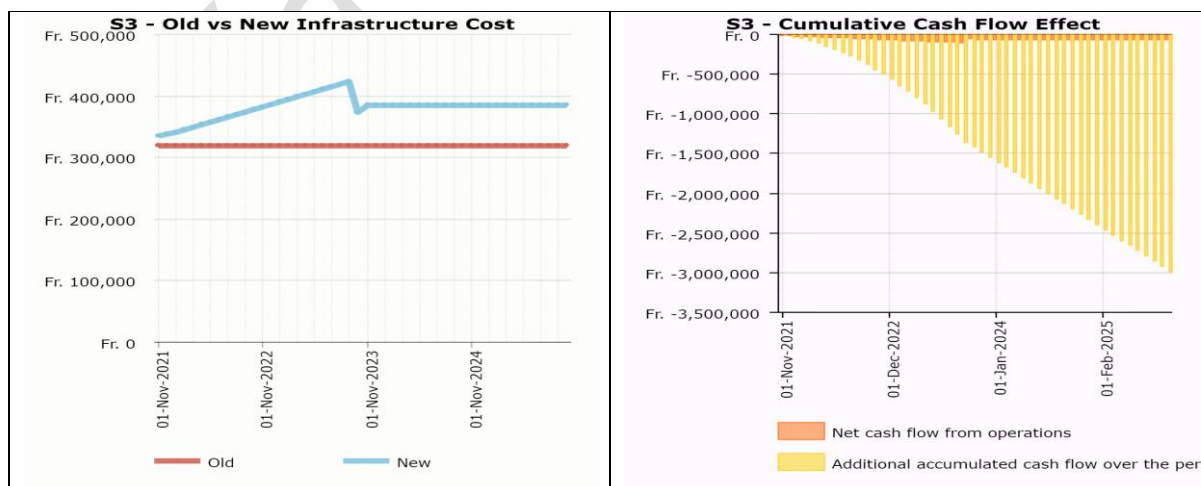 S3 - Old vs New Infrastructure Cost
Fr. 500,000
Fr. 400,000
Fr. 300,000
Fr. 200,000
Fr. 100,000
Fr. 0
01-Nov-2021
01-Nov-2022
01-Nov-2023
01-Nov-2024
Old
New
S3 - Cumulative Cash Flow Effect
Fr. 0
Fr. -500,000
Fr. -1,000,000
Fr. -1,500,000
Fr. -2,000,000
Fr. -2,500,000
Fr. -3,000,000
Fr. -3,500,000
01-Nov-2021
01-Dec-2022
01-Jan-2024
01-Feb-2025
Net cash flow from operations
Additional accumulated cash flow over the per